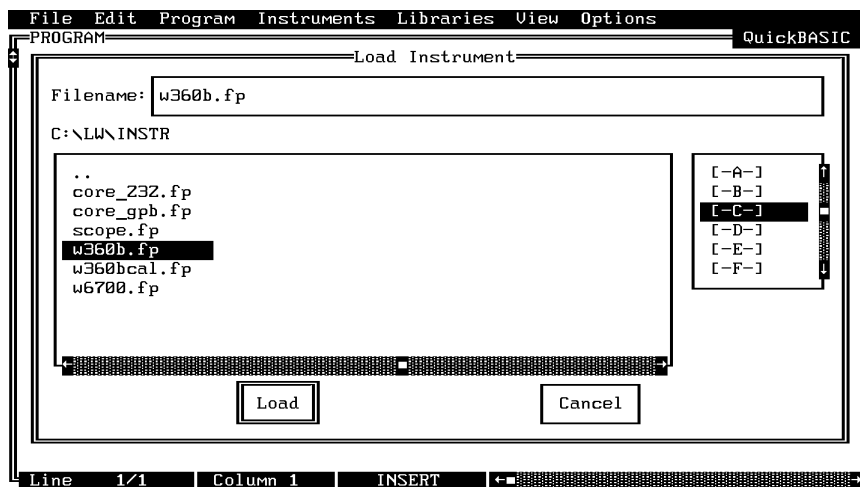 File Edit Program Instruments Libraries View Options
PROGRAM
QuickBASIC
Load Instrument
Filename: w360b.fp
C:\LW\INSTR
..
core_232.fp
core_gpb.fp
scope.fp
w360b.fp
w360bcal.fp
w6700.fp
[-A-]
[-B-]
[-C-]
[-D-]
[-E-]
[-F-]
Load
Cancel
Line 1/1 Column 1 INSERT